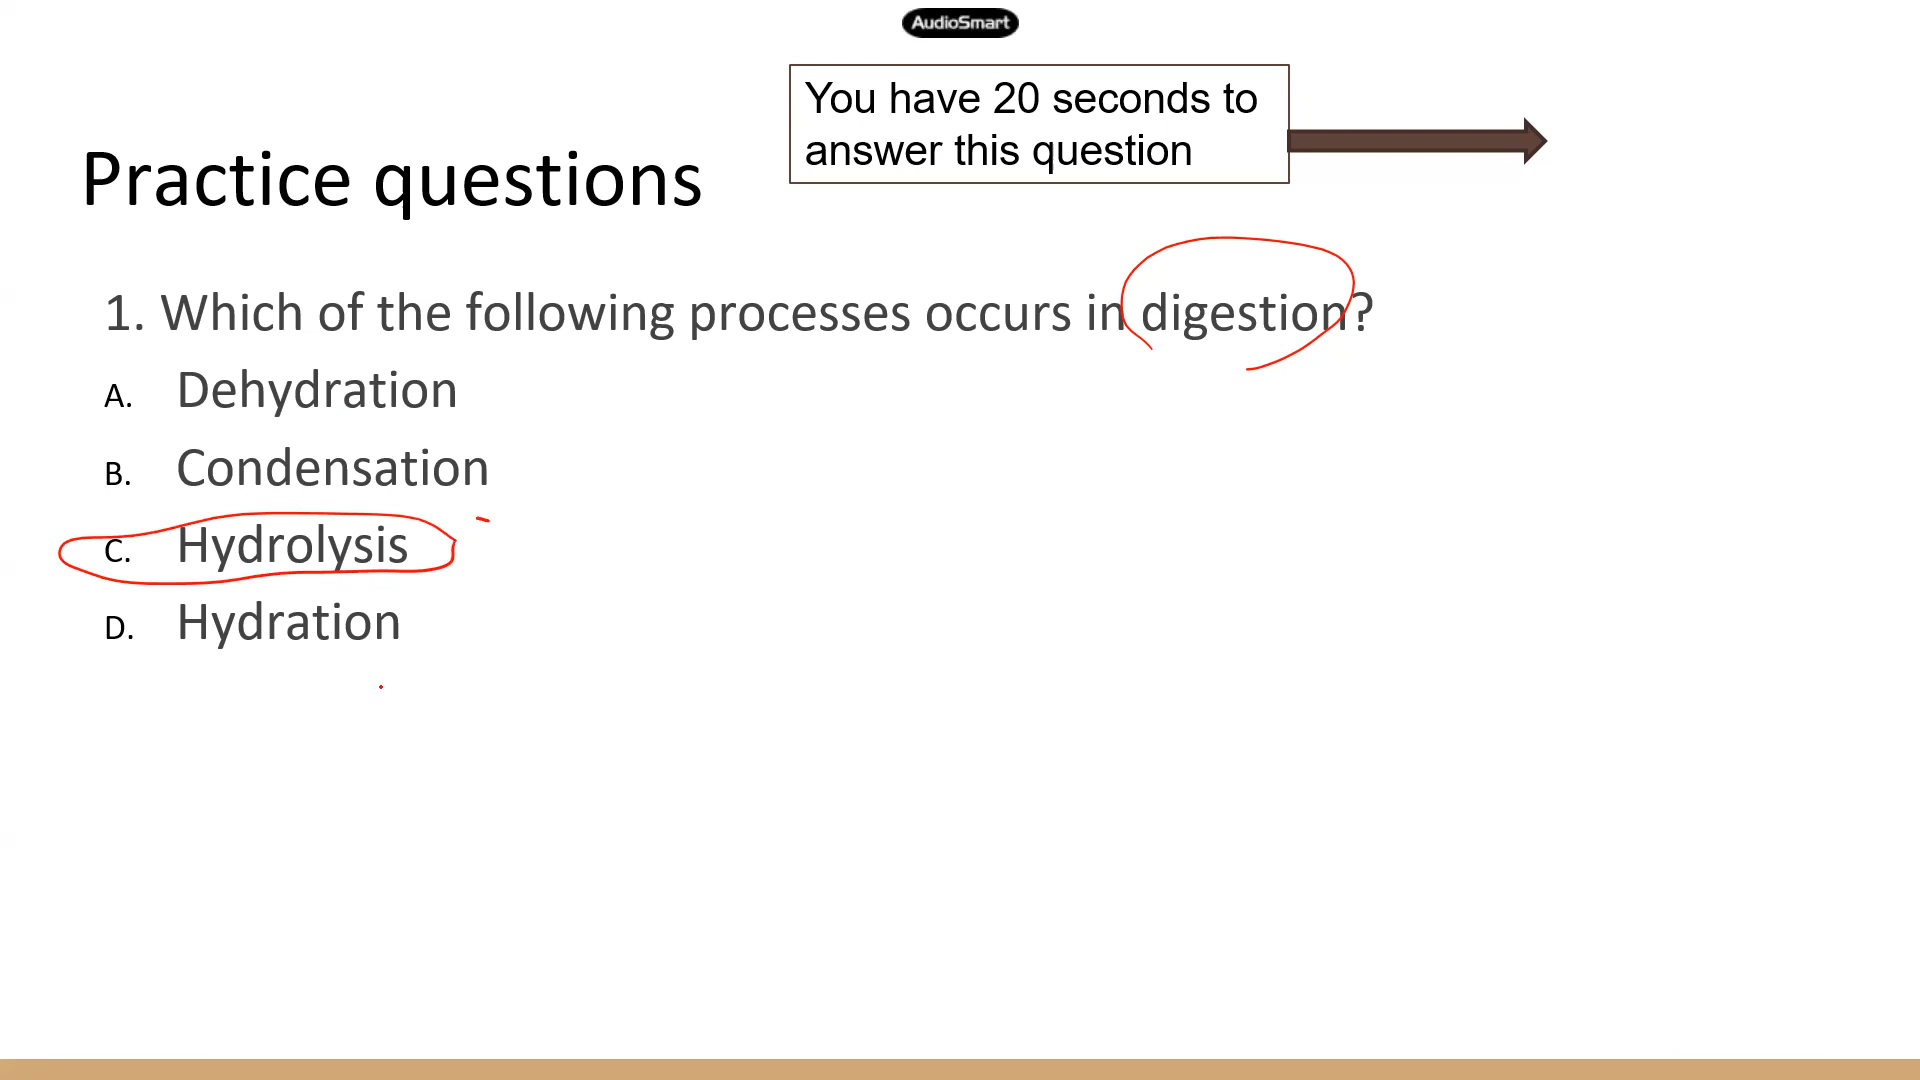 AudioSmart
You have 20 seconds to
answer this question
Practice questions
1. Which of the following processes occurs in digestion?
A. Dehydration
B. Condensation
C. Hydrolysis
D. Hydration